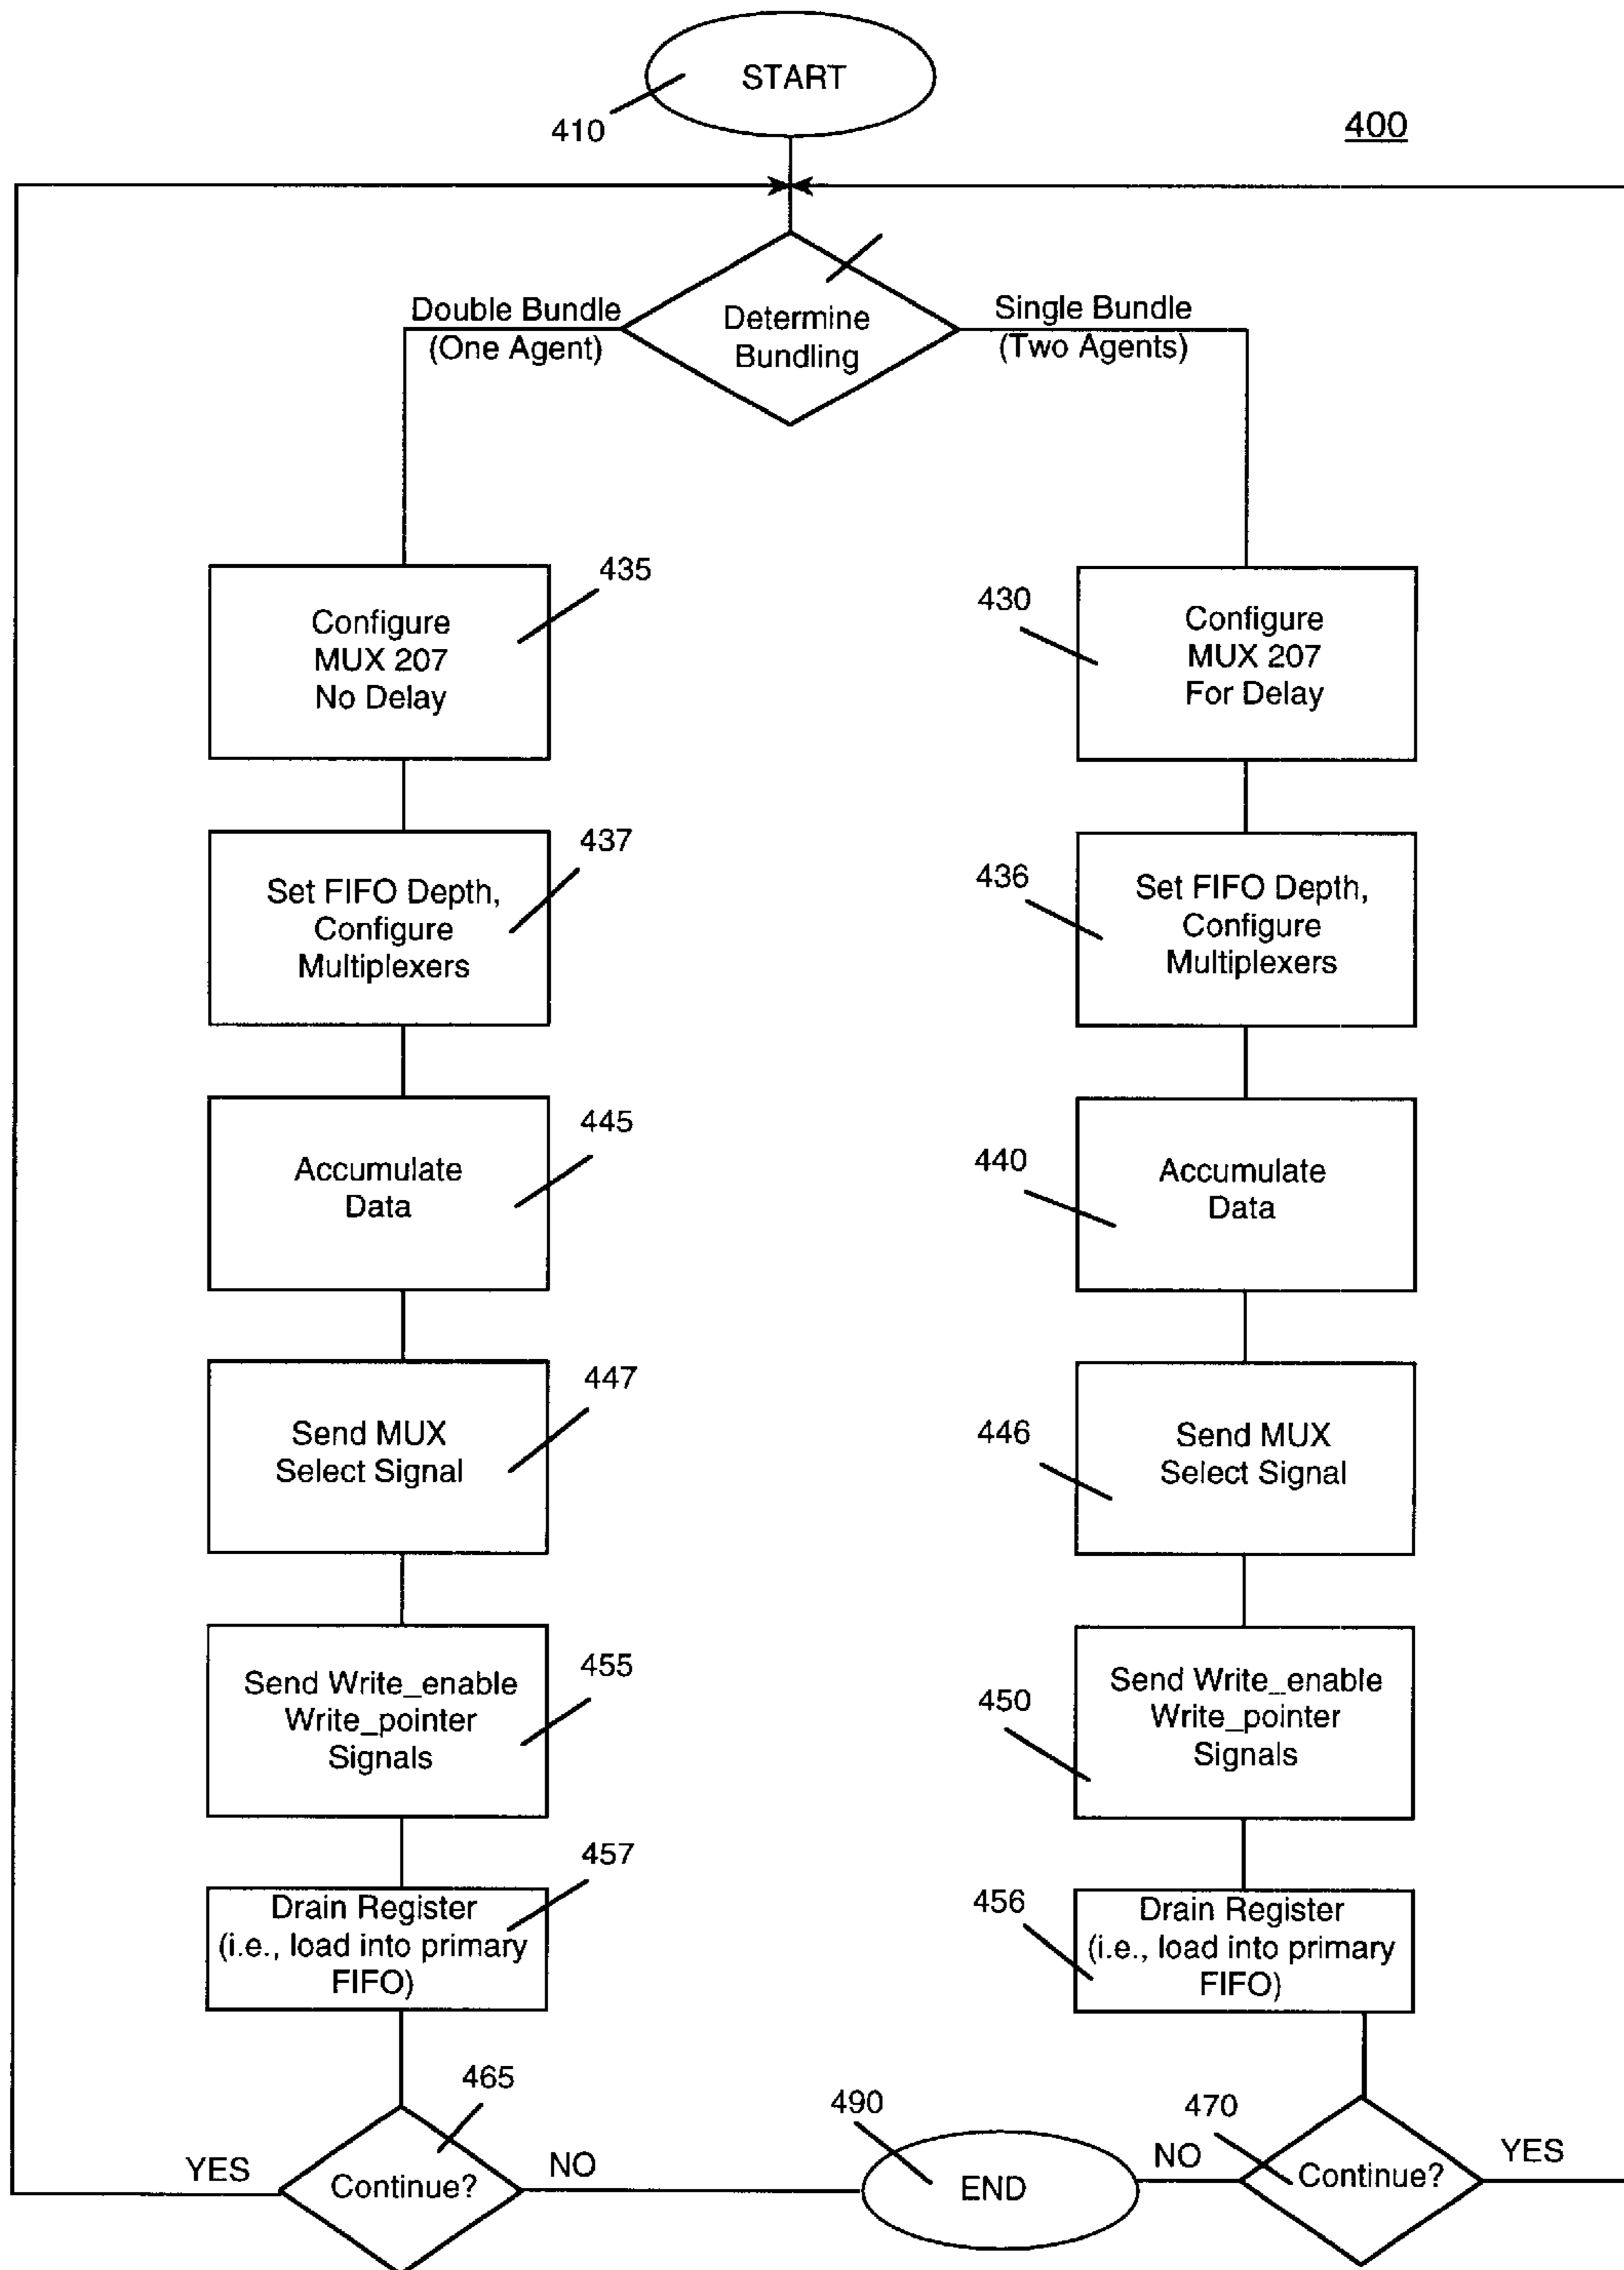 START
410
400
Double Bundle
(One Agent)
Determine
Bundling
Single Bundle
(Two Agents)
435
Configure
MUX 207
No Delay
430
Configure
MUX 207
For Delay
437
Set FIFO Depth,
Configure
Multiplexers
436
Set FIFO Depth,
Configure
Multiplexers
445
Accumulate
Data
440
Accumulate
Data
447
Send MUX
Select Signal
446
Send MUX
Select Signal
455
Send Write_enable
Write_pointer
Signals
450
Send Write_enable
Write_pointer
Signals
457
Drain Register
(i.e., load into primary
FIFO)
456
Drain Register
(i.e., load into primary
FIFO)
465
YES
Continue?
NO
490
END
470
NO
Continue?
YES